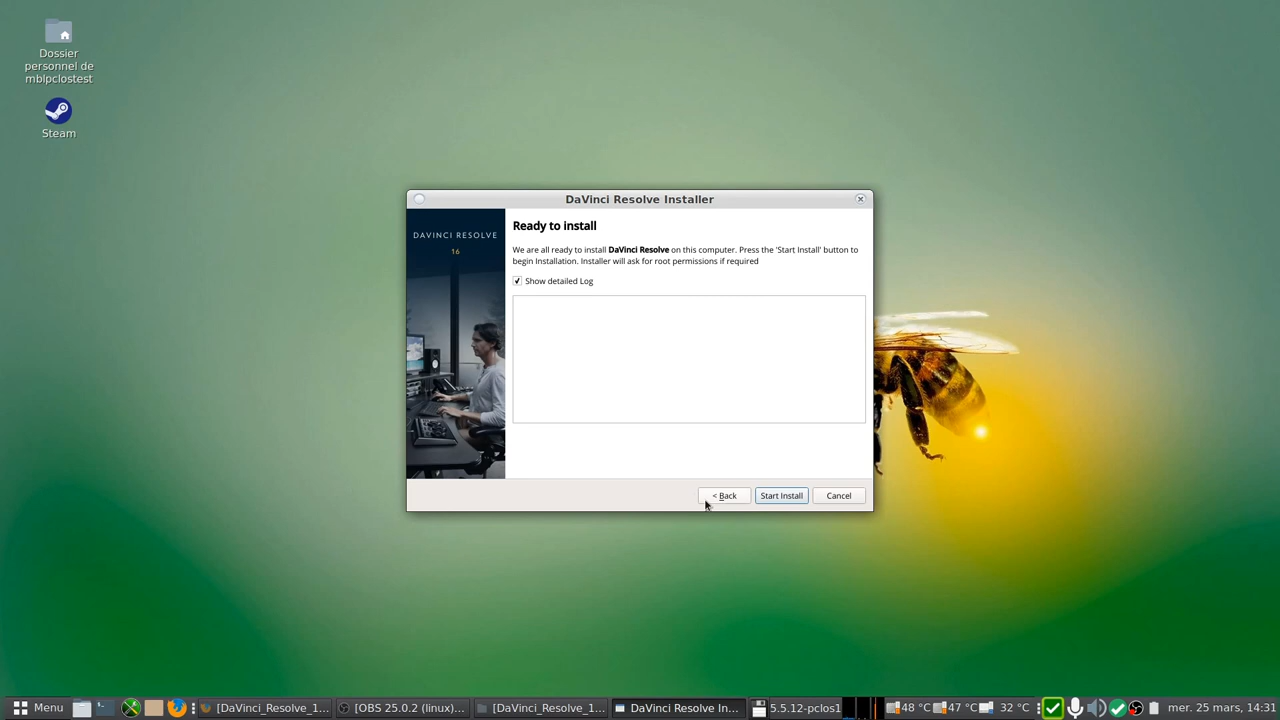 Dossier
personnel de
mblpclostest
Steam
DaVinci Resolve Installer
DAVINCI RESOLVE
16
Ready to install
We are all ready to install DaVinci Resolve on this computer. Press the 'Start Install' button to
begin Installation. Installer will ask for root permissions if required
Show detailed Log
< Back
Start Install
Cancel
Menu
[DaVinci_Resolve_1...
[OBS 25.0.2 (linux)...
[DaVinci_Resolve_1...
DaVinci Resolve In...
5.5.12-pclos1
48 °C
47 °C
32 °C
mer. 25 mars, 14:31